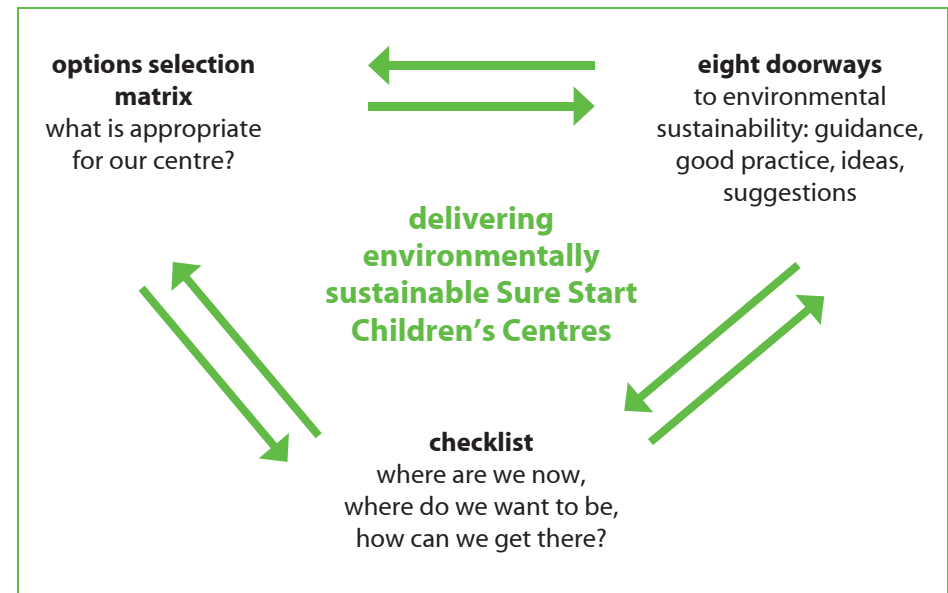 options selection
matrix
what is appropriate
for our centre?
eight doorways
to environmental
sustainability: guidance,
good practice, ideas,
suggestions
delivering
environmentally
sustainable Sure Start
Children’s Centres
checklist
where are we now,
where do we want to be,
how can we get there?